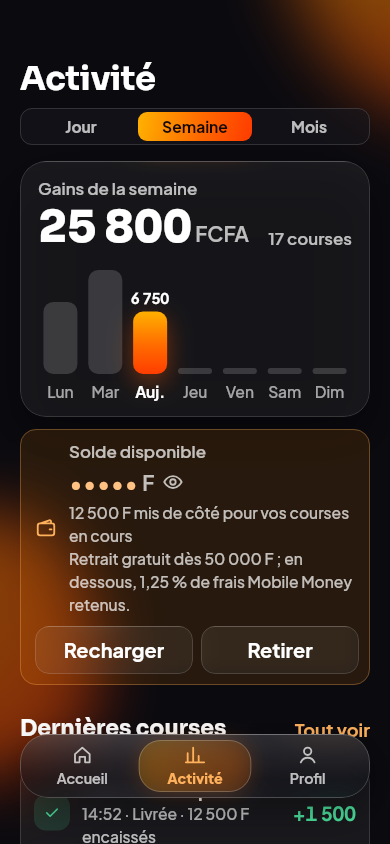 Activité
Jour Semaine Mois
Gains de la semaine
25 800 FCFA 17 courses
6 750
Lun Mar Auj. Jeu Ven Sam Dim
Solde disponible
••••• F
12 500 F mis de côté pour vos courses
en cours
Retrait gratuit dès 50 000 F ; en
dessous, 1,25 % de frais Mobile Money
retenus.
Recharger Retirer
Dernières courses Tout voir
Accueil Activité Profil
14:52 · Livrée · 12 500 F +1 500
encaissés